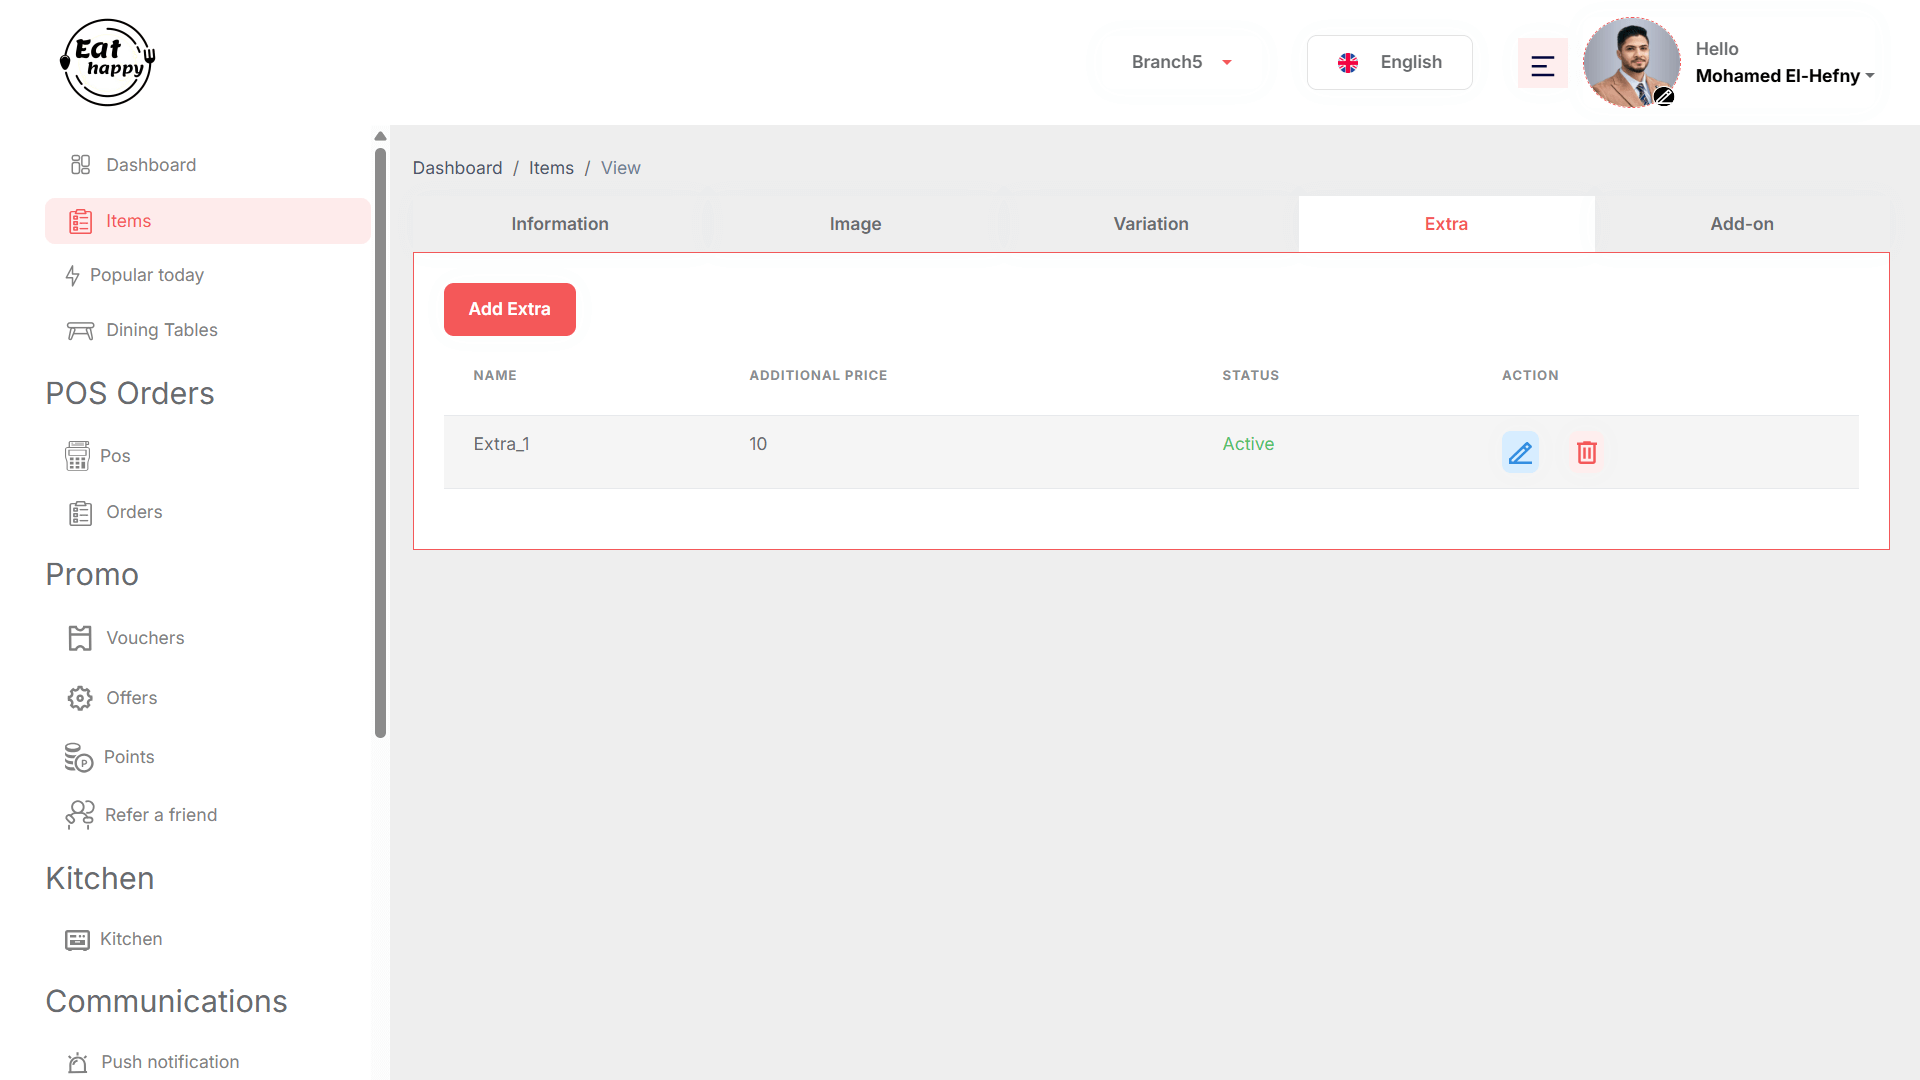 Eat
happy
Branch5
English
Hello
Mohamed El-Hefny
Dashboard
Items
Popular today
Dining Tables
POS Orders
Pos
Orders
Promo
Vouchers
Offers
Points
Refer a friend
Kitchen
Kitchen
Communications
Push notification
Dashboard / Items / View
Information Image Variation Extra Add-on
Add Extra
NAME ADDITIONAL PRICE STATUS ACTION
Extra_1 10 Active